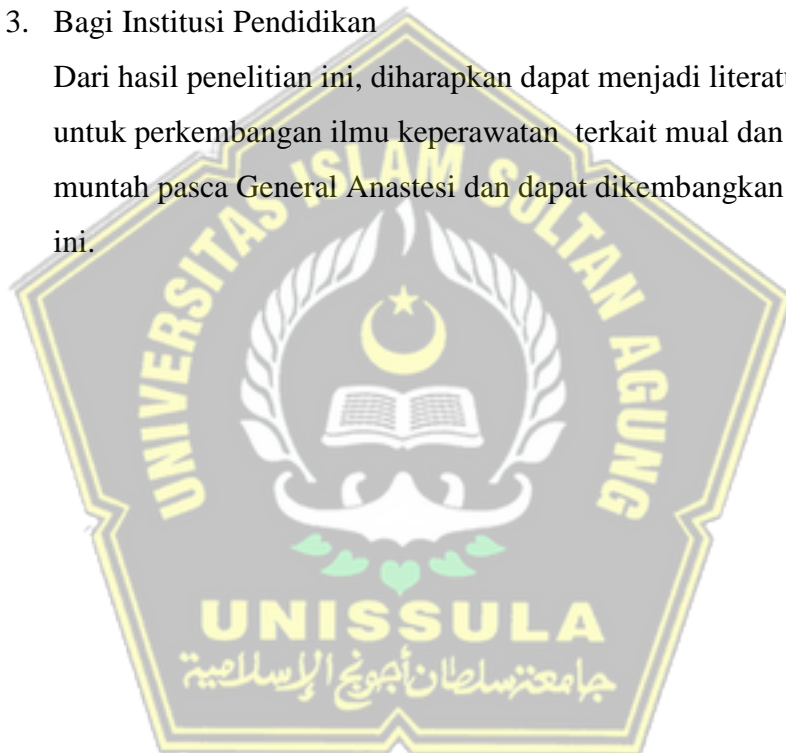 3. Bagi Institusi Pendidikan
Dari hasil penelitian ini, diharapkan dapat menjadi
untuk perkembangan ilmu keperawatan terkait mual dan
muntah pasca General Anastesi dan dapat dikembangkan
ini.
UNIVERSITAS ISLAM SULTAN AGUNG
UNISSULA
جامعة سلطان أجونج الإسلامية